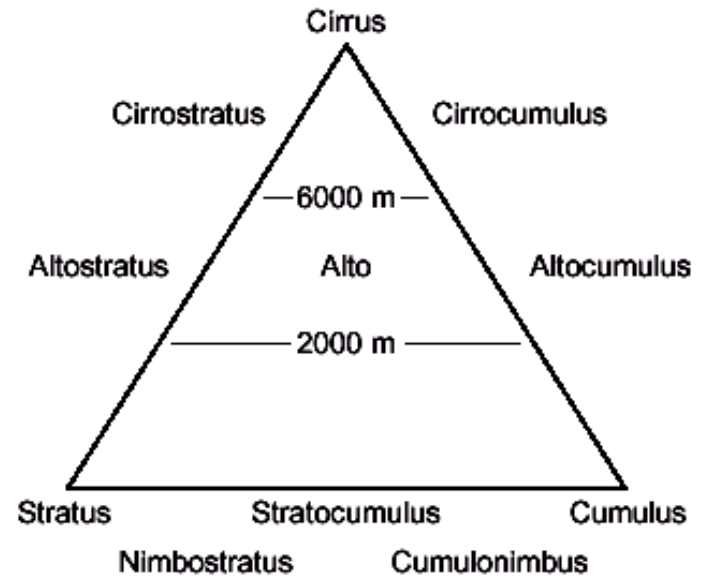 Cirrus
Cirrostratus Cirrocumulus
6000 m
Altostratus Alto Altocumulus
2000 m
Stratus Stratocumulus Cumulus
Nimbostratus Cumulonimbus